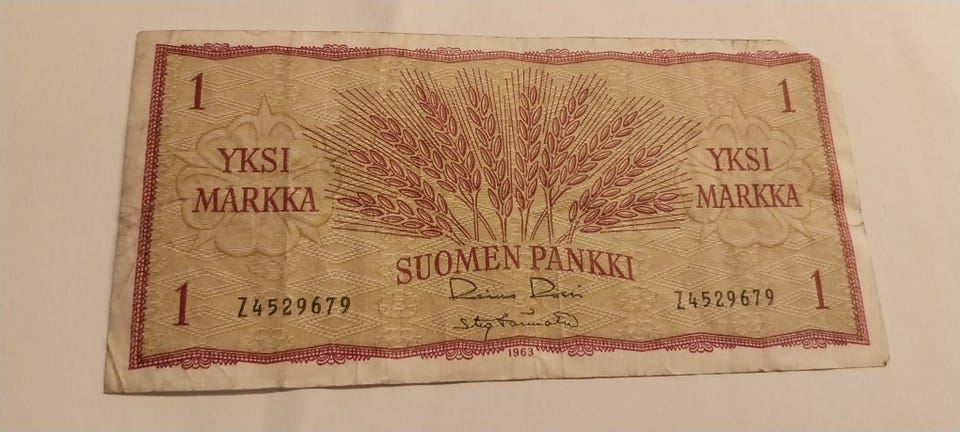 1 1
YKSI MARKKA
YKSI MARKKA
SUOMEN PANKKI
1 Z4529679
Z4529679 1
1963